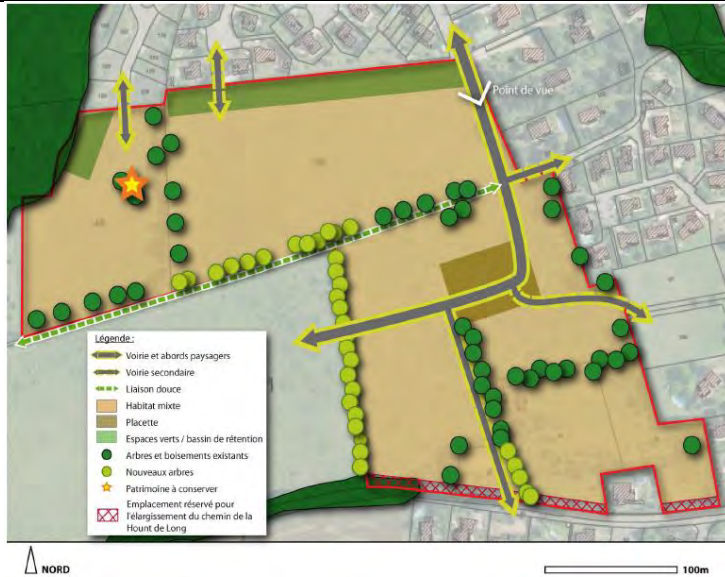 Point de vue
Légende :
Voirie et abords paysagers
Voirie secondaire
Liaison douce
Habitat mixte
Placette
Espaces verts / bassin de rétention
Arbres et boisements existants
Nouveaux arbres
Patrimoine à conserver
Emplacement réservé pour
l'élargissement du chemin de la
Hount de Long
NORD
100m